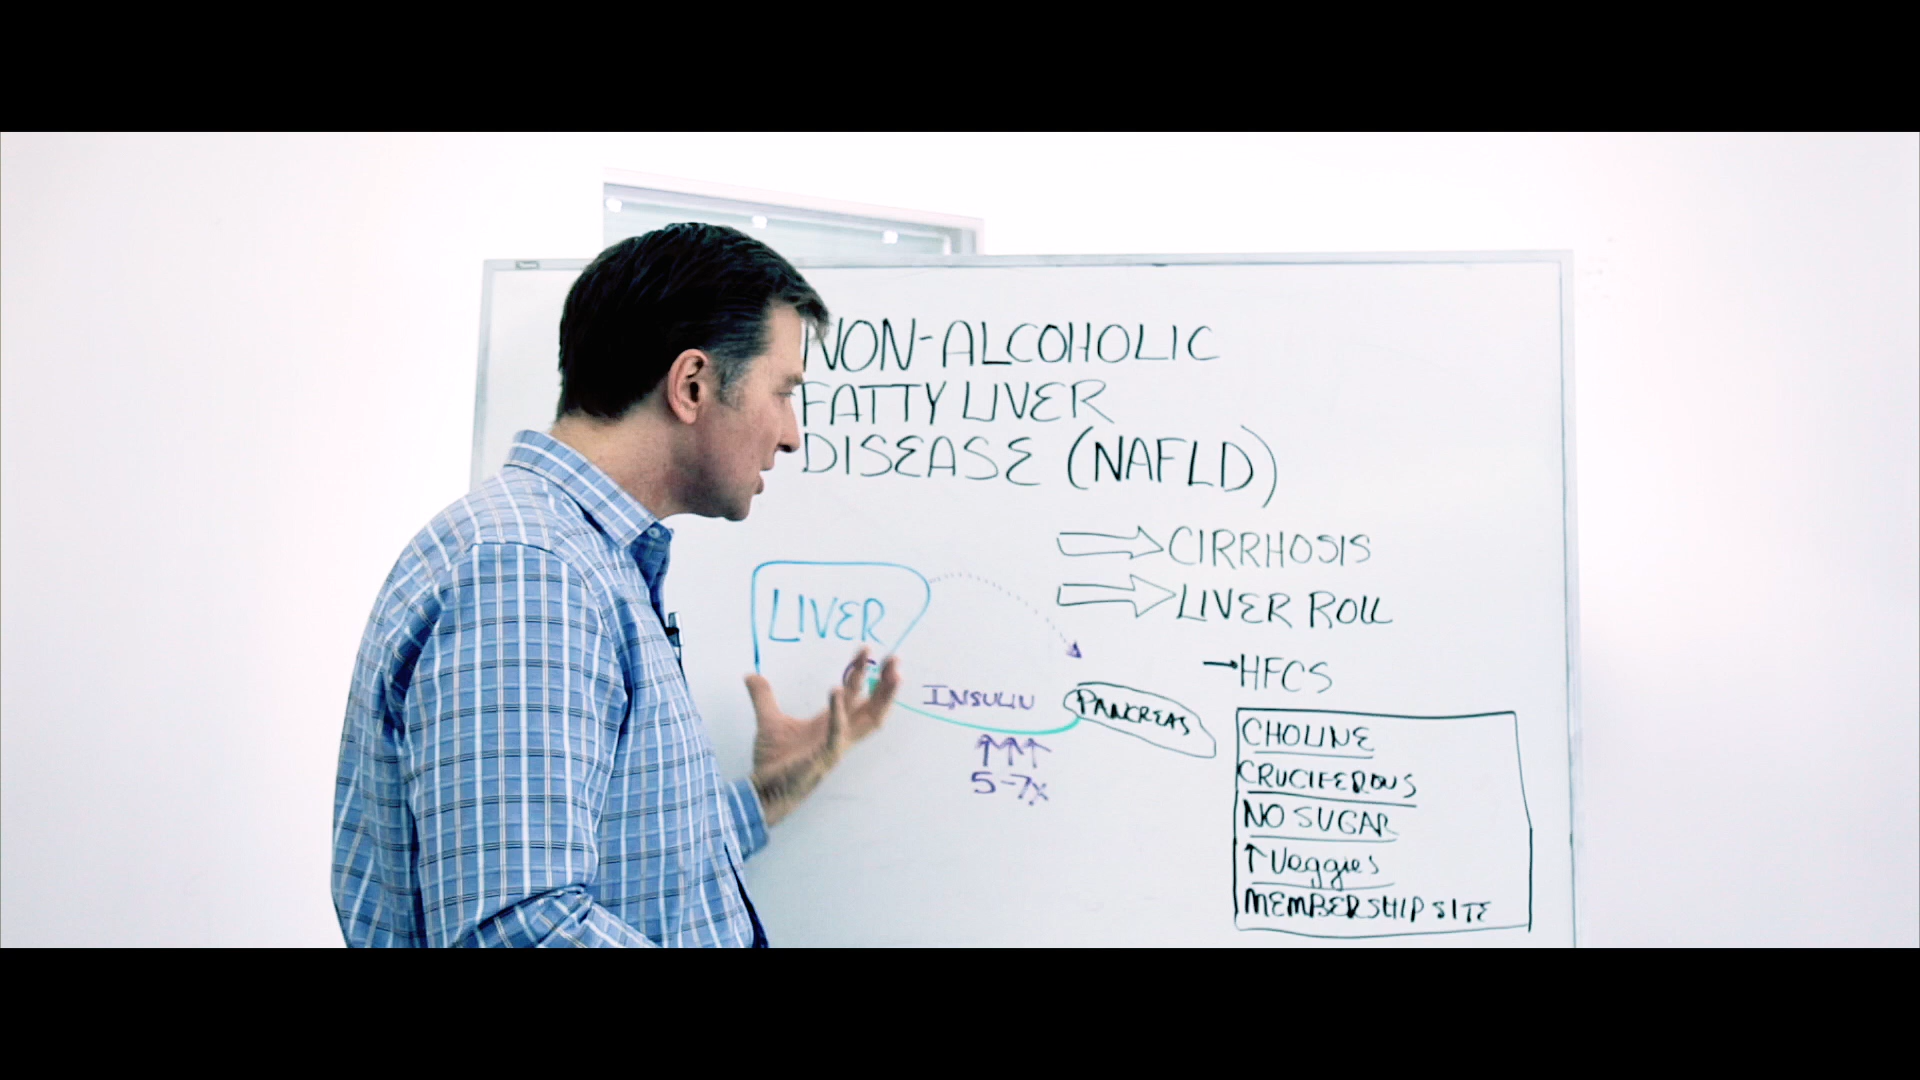 NON-ALCOHOLIC
FATTY LIVER
DISEASE (NAFLD)
CIRRHOSIS
LIVER ROLL
HFCS
LIVER
INSULIN
PANCREAS
5-7x
CHOLINE
CRUCIFEROUS
NO SUGAR
↑ Veggies
MEMBERSHIP SITE